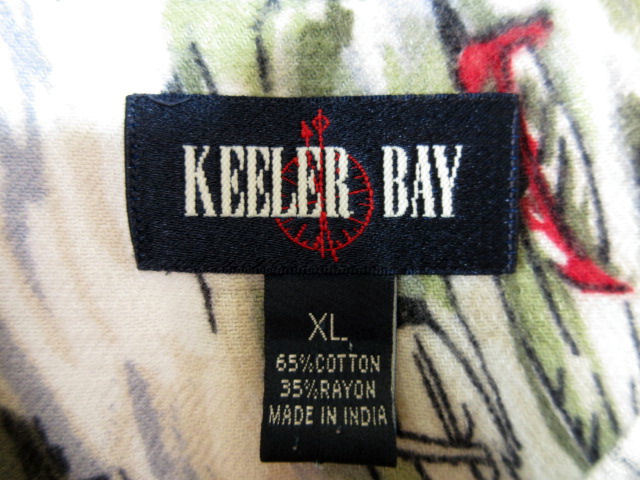 KEELER BAY
XL
65% COTTON
35% RAYON
MADE IN INDIA